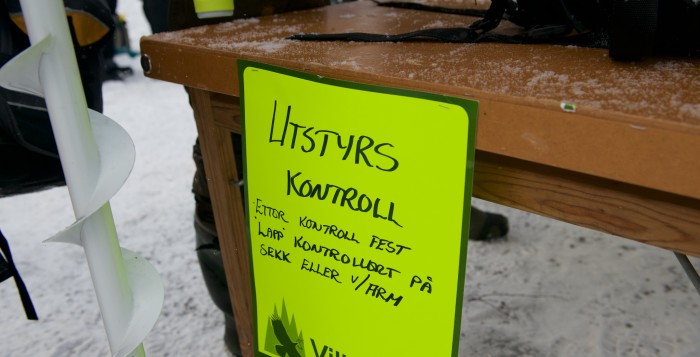 UTSTYRS
KONTROLL
ETTER KONTROLL FEST
LAPP KONTROLLERT PÅ
SEKK ELLER V/ARM